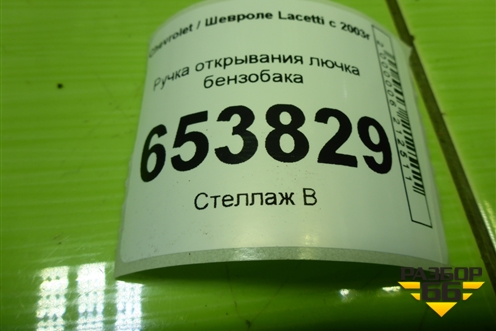 Chevrolet / Шевроле Lacetti с 2003г
Ручка открывания лючка
бензобака
653829
Стеллаж В
РАЗБОР
66